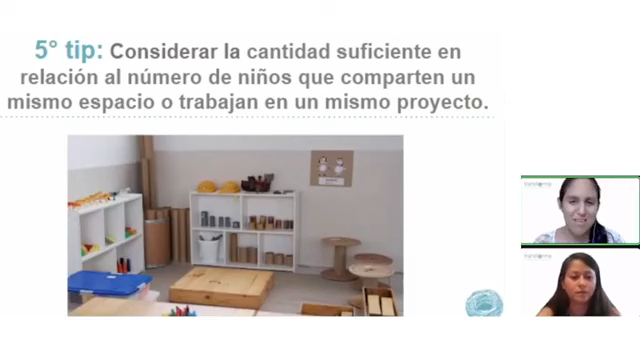 5° tip: Considerar la cantidad suficiente en
relación al número de niños que comparten un
mismo espacio o trabajan en un mismo proyecto.